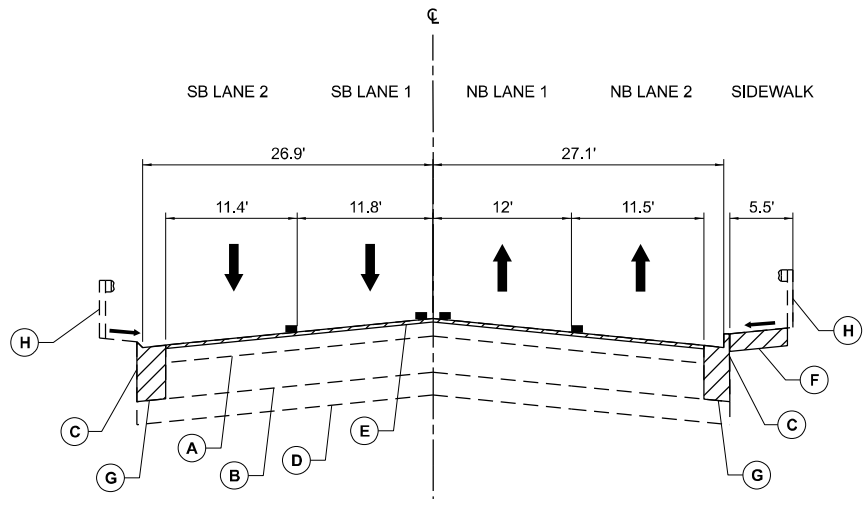 ℄
SB LANE 2 SB LANE 1 NB LANE 1 NB LANE 2 SIDEWALK
26.9' 27.1'
11.4' 11.8' 12' 11.5' 5.5'
H H
F
C C
A E
B D
G G